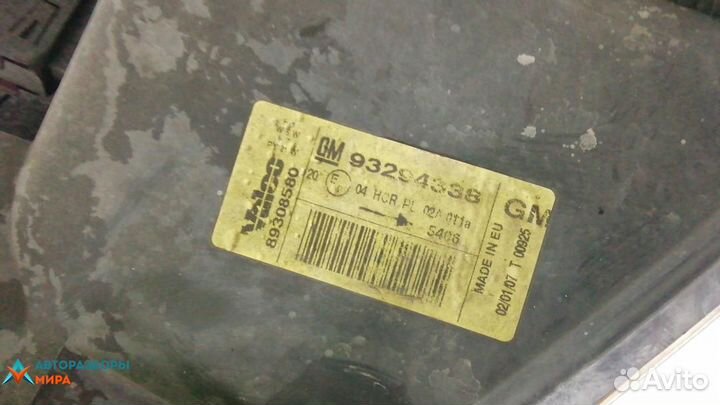 Valeo
89308580
GM 93294338
20 E 04 HCR PL 02A 011a
5406
GM
MADE IN EU
02/01/07 T 00925
АВТОРАЗБОРЫ
МИРА
Avito